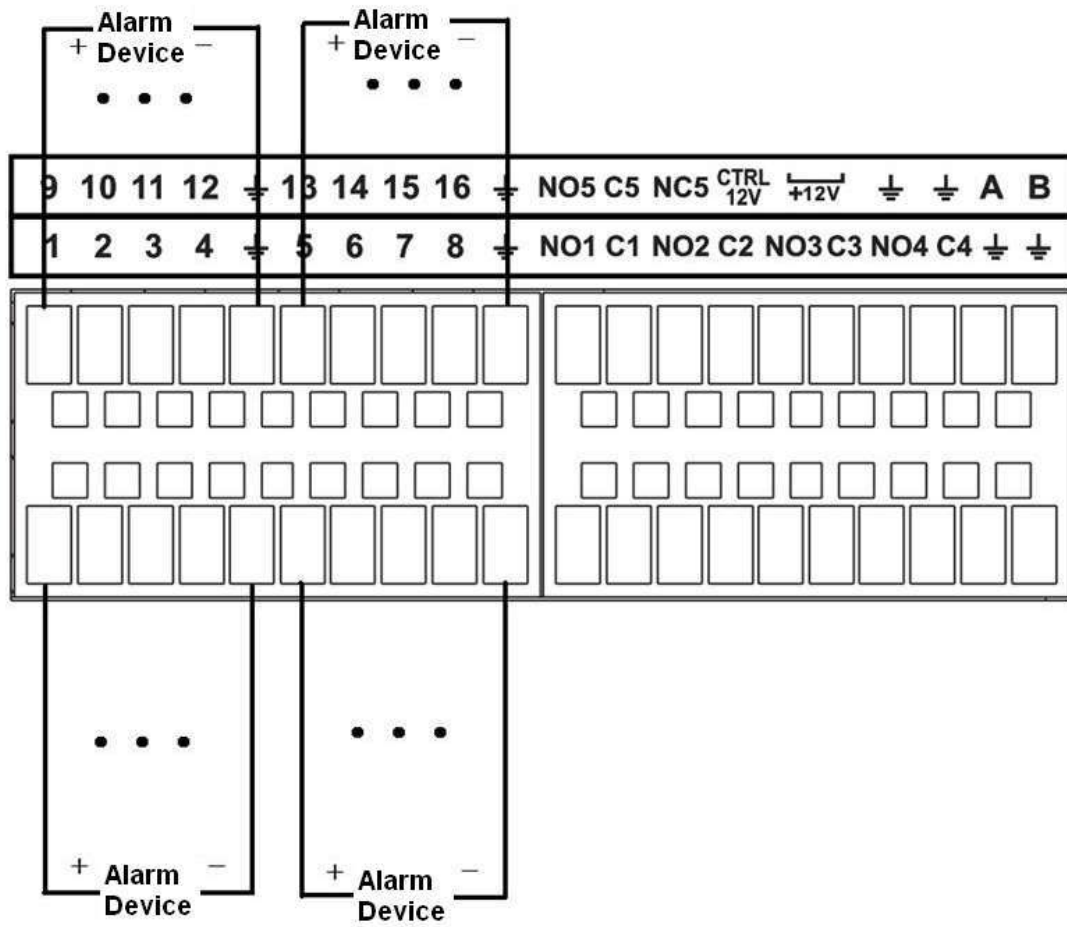 Alarm
+ Device −
Alarm
+ Device −
9 10 11 12 ⏚ 13 14 15 16 ⏚ NO5 C5 NC5 CTRL 12V +12V ⏚ ⏚ A B
1 2 3 4 ⏚ 5 6 7 8 ⏚ NO1 C1 NO2 C2 NO3 C3 NO4 C4 ⏚ ⏚
+ Alarm −
Device
+ Alarm −
Device